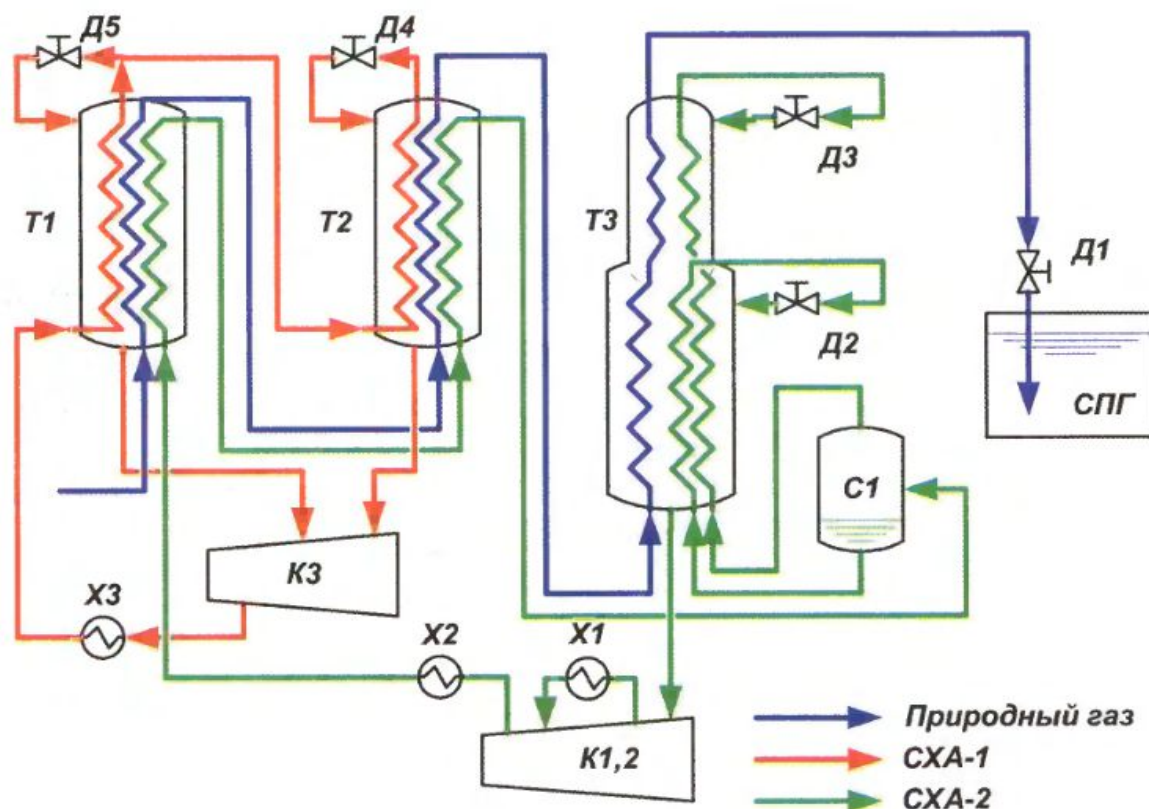 Д5
Д4
Д3
Т1
Т2
Т3
Д1
Д2
СПГ
С1
К3
Х3
Х2
Х1
К1,2
Природный газ
СХА-1
СХА-2